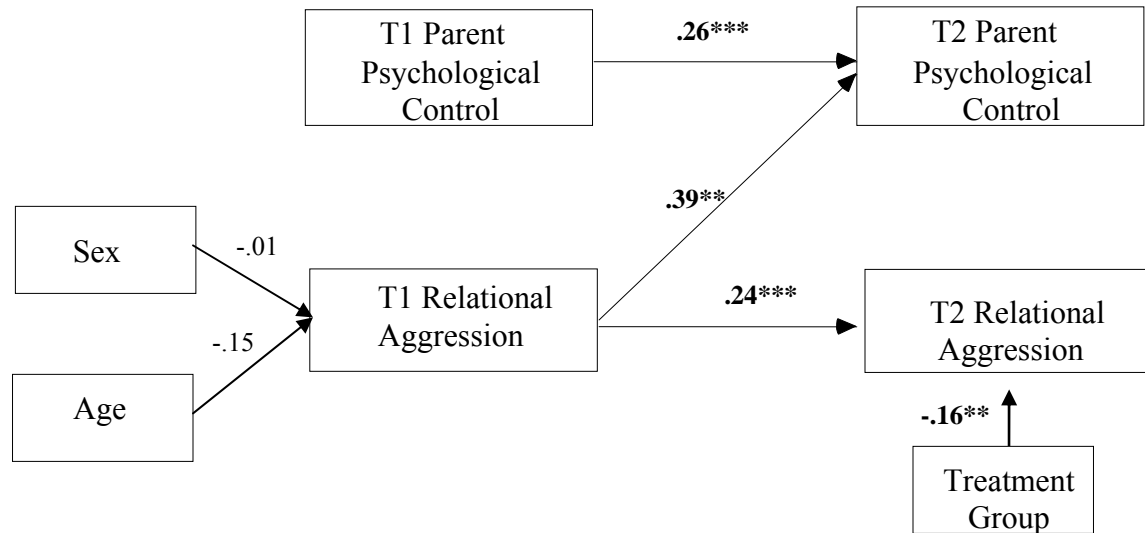 T1 Parent
Psychological
Control
.26***
T2 Parent
Psychological
Control
.39**
Sex
-.01
T1 Relational
Aggression
.24***
T2 Relational
Aggression
-.15
Age
-.16**
Treatment
Group